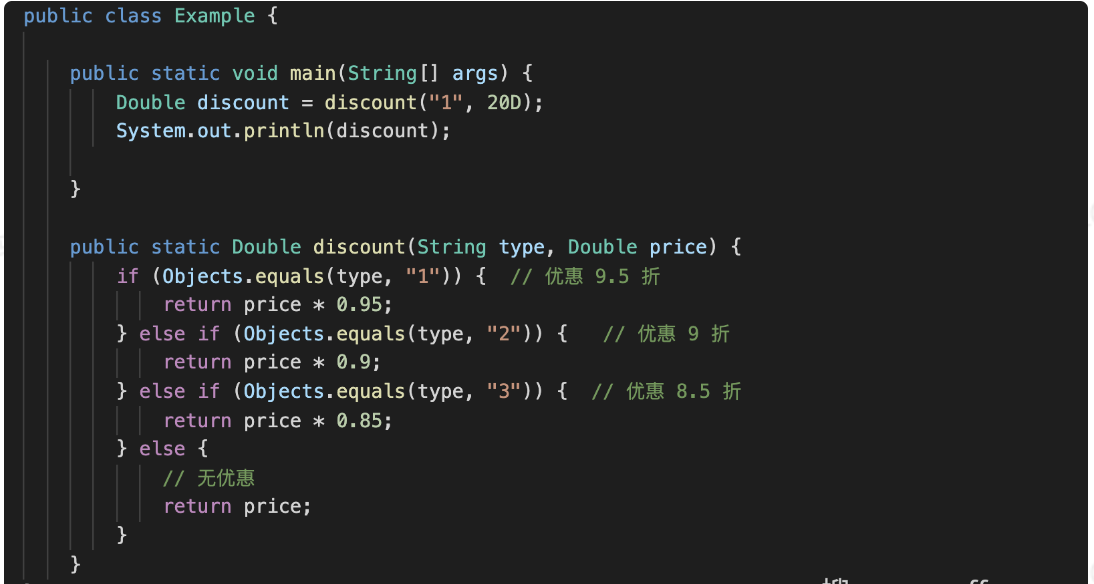 public class Example {
public static void main(String[] args) {
Double discount = discount("1", 20D);
System.out.println(discount);
}
public static Double discount(String type, Double price) {
if (Objects.equals(type, "1")) {  // 优惠 9.5 折
return price * 0.95;
} else if (Objects.equals(type, "2")) {   // 优惠 9 折
return price * 0.9;
} else if (Objects.equals(type, "3")) {  // 优惠 8.5 折
return price * 0.85;
} else {
// 无优惠
return price;
}
}